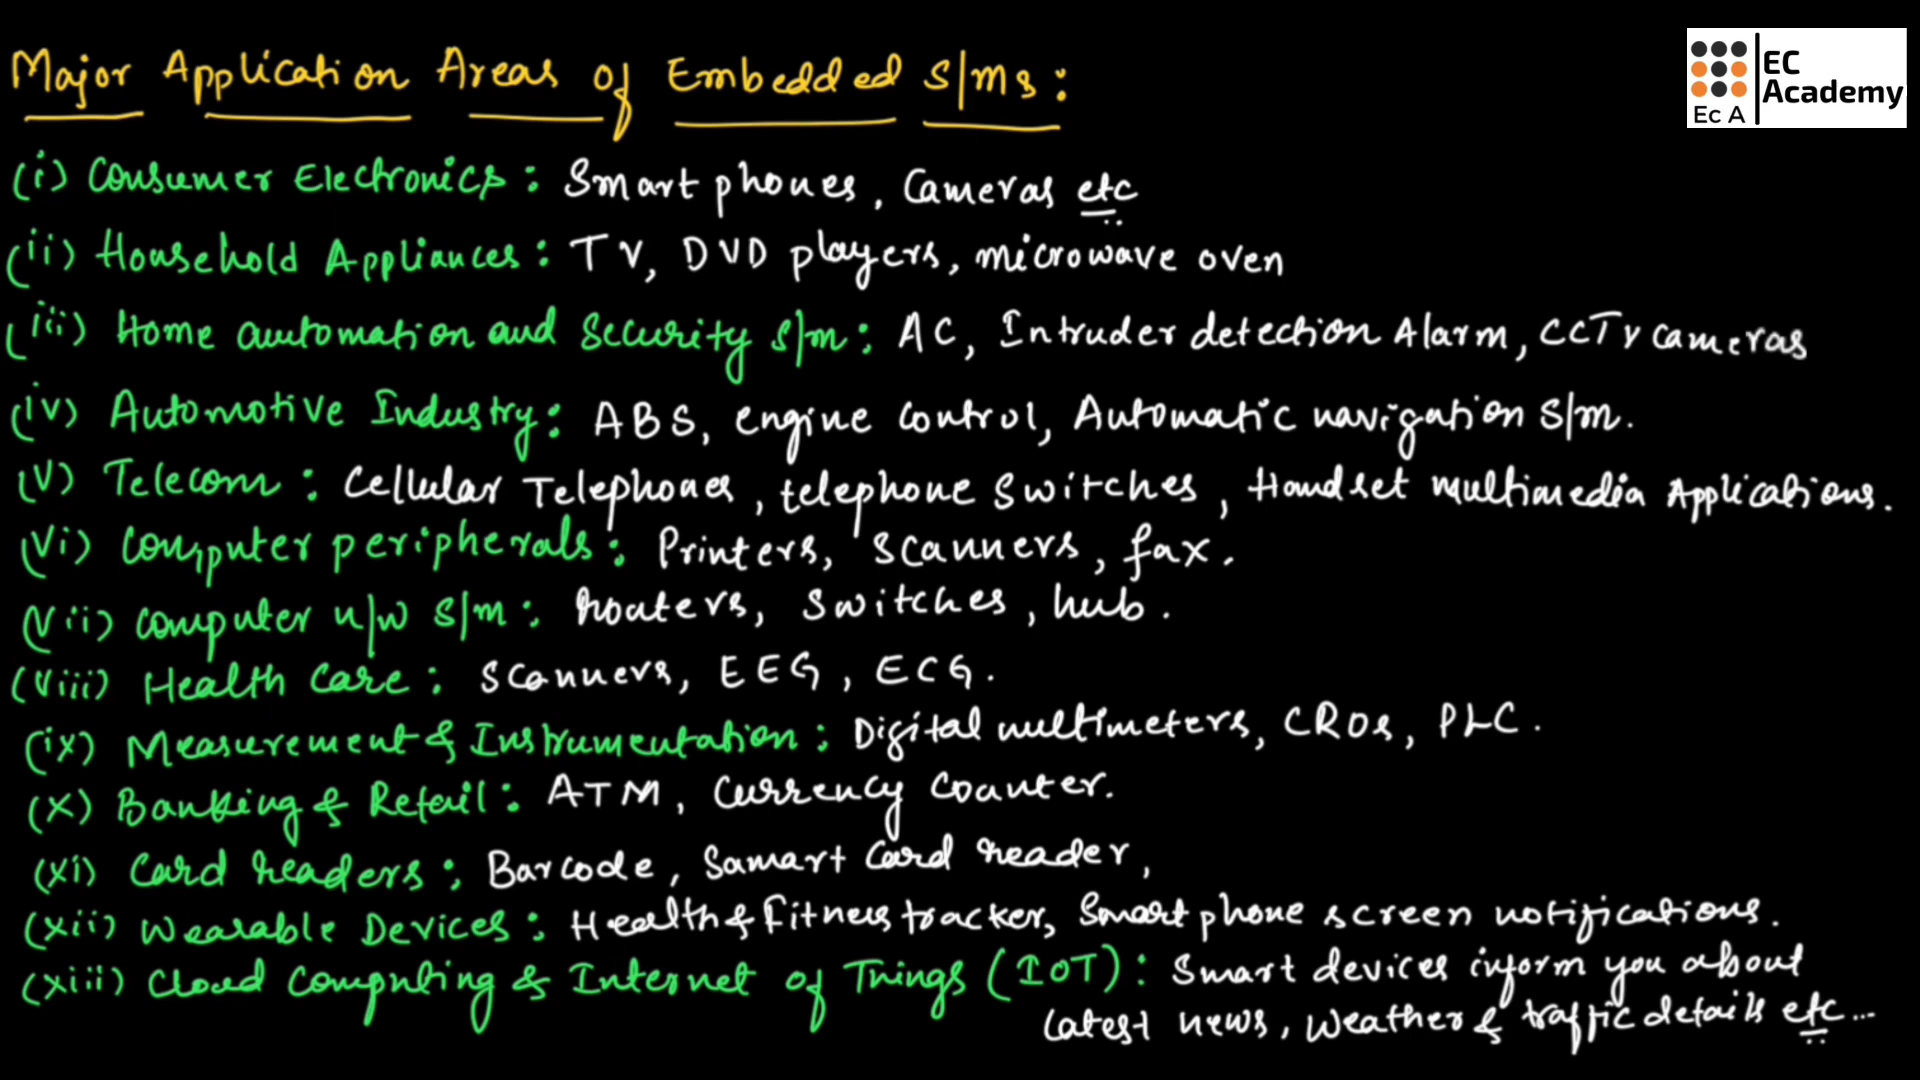 Major Application Areas of Embedded S/ms:
EC
Academy
Ec A
(i) Consumer Electronics: Smart phones, Cameras etc
(ii) Household Appliances: TV, DVD players, microwave oven
(iii) Home automation and Security s/m: AC, Intruder detection Alarm, CCTV cameras
(iv) Automotive Industry: ABS, engine control, Automatic navigation S/m.
(v) Telecom: Cellular Telephones, telephone switches, Handset multimedia Applications.
(vi) computer peripherals: Printers, scanners, fax.
(vii) computer n/w s/m: routers, switches, hub.
(viii) Health care: scanners, EEG, ECG.
(ix) Measurement & Instrumentation: Digital multimeters, CROs, PLC.
(x) Banking & Retail: ATM, Currency counter.
(xi) Card readers: Barcode, Samart card reader,
(xii) Wearable Devices: Health & Fitness tracker, Smart phone screen notifications.
(xiii) Cloud Computing & Internet of Things (IOT): Smart devices inform you about
latest news, weather & traffic details etc...